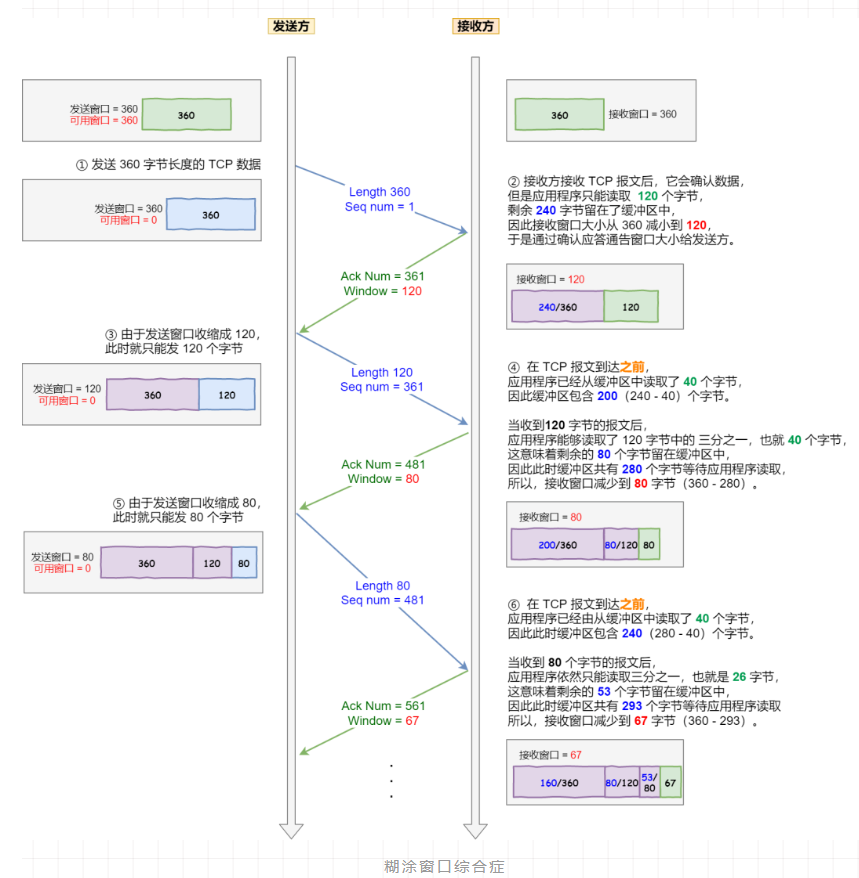 发送方
接收方
发送窗口 = 360
可用窗口 = 360
360
360
接收窗口 = 360
① 发送 360 字节长度的 TCP 数据
发送窗口 = 360
可用窗口 = 0
360
Length 360
Seq num = 1
② 接收方接收 TCP 报文后，它会确认数据，
但是应用程序只能读取 120 个字节，
剩余 240 字节留在了缓冲区中，
因此接收窗口大小从 360 减小到 120，
于是通过确认应答通告窗口大小给发送方。
Ack Num = 361
Window = 120
接收窗口 = 120
240/360
120
③ 由于发送窗口收缩成 120，
此时就只能发 120 个字节
发送窗口 = 120
可用窗口 = 0
360
120
Length 120
Seq num = 361
④ 在 TCP 报文到达之前，
应用程序已经从缓冲区中读取了 40 个字节，
因此缓冲区包含 200（240 - 40）个字节。
当收到120 字节的报文后，
应用程序能够读取了 120 字节中的 三分之一，也就 40 个字节，
这意味着剩余的 80 个字节留在缓冲区中，
因此此时缓冲区共有 280 个字节等待应用程序读取，
所以，接收窗口减少到 80 字节（360 - 280）。
Ack Num = 481
Window = 80
接收窗口 = 80
200/360
80/120
80
⑤ 由于发送窗口收缩成 80，
此时就只能发 80 个字节
发送窗口 = 80
可用窗口 = 0
360
120
80
Length 80
Seq num = 481
⑥ 在 TCP 报文到达之前，
应用程序已经由从缓冲区中读取了 40 个字节，
因此此时缓冲区包含 240（280 - 40）个字节。
当收到 80 个字节的报文后，
应用程序依然只能读取三分之一，也就是 26 字节，
这意味着剩余的 53 个字节留在缓冲区中，
因此此时缓冲区共有 293 个字节等待应用程序读取
所以，接收窗口减少到 67 字节（360 - 293）。
Ack Num = 561
Window = 67
接收窗口 = 67
160/360
80/120
53/
80
67
糊涂窗口综合症